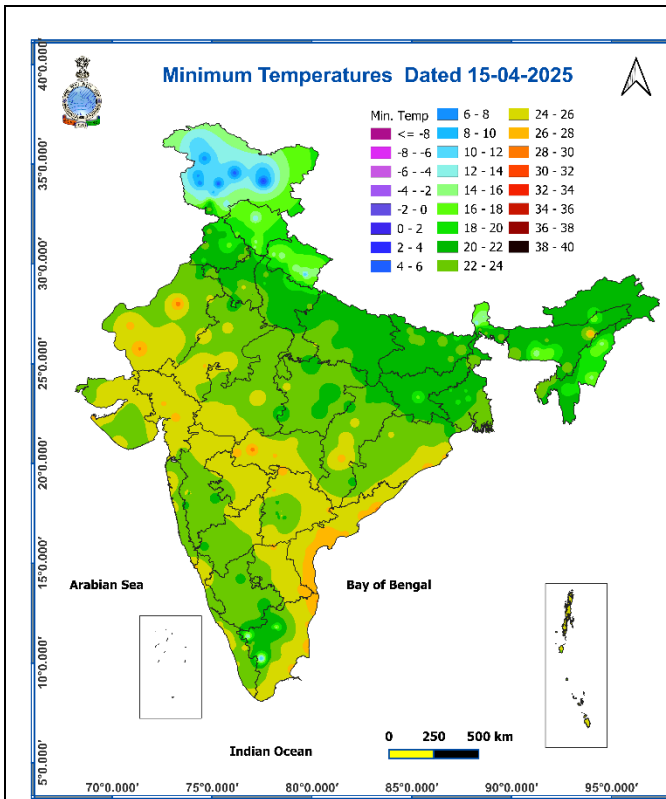 Minimum Temperatures Dated 15-04-2025
Min. Temp
<= -8
-8 - -6
-6 - -4
-4 - -2
-2 - 0
0 - 2
2 - 4
4 - 6
6 - 8
8 - 10
10 - 12
12 - 14
14 - 16
16 - 18
18 - 20
20 - 22
22 - 24
24 - 26
26 - 28
28 - 30
30 - 32
32 - 34
34 - 36
36 - 38
38 - 40
40°0.000'
35°0.000'
30°0.000'
25°0.000'
20°0.000'
15°0.000'
10°0.000'
5°0.000'
Arabian Sea
Bay of Bengal
Indian Ocean
0 250 500 km
70°0.000' 75°0.000' 80°0.000' 85°0.000' 90°0.000' 95°0.000'